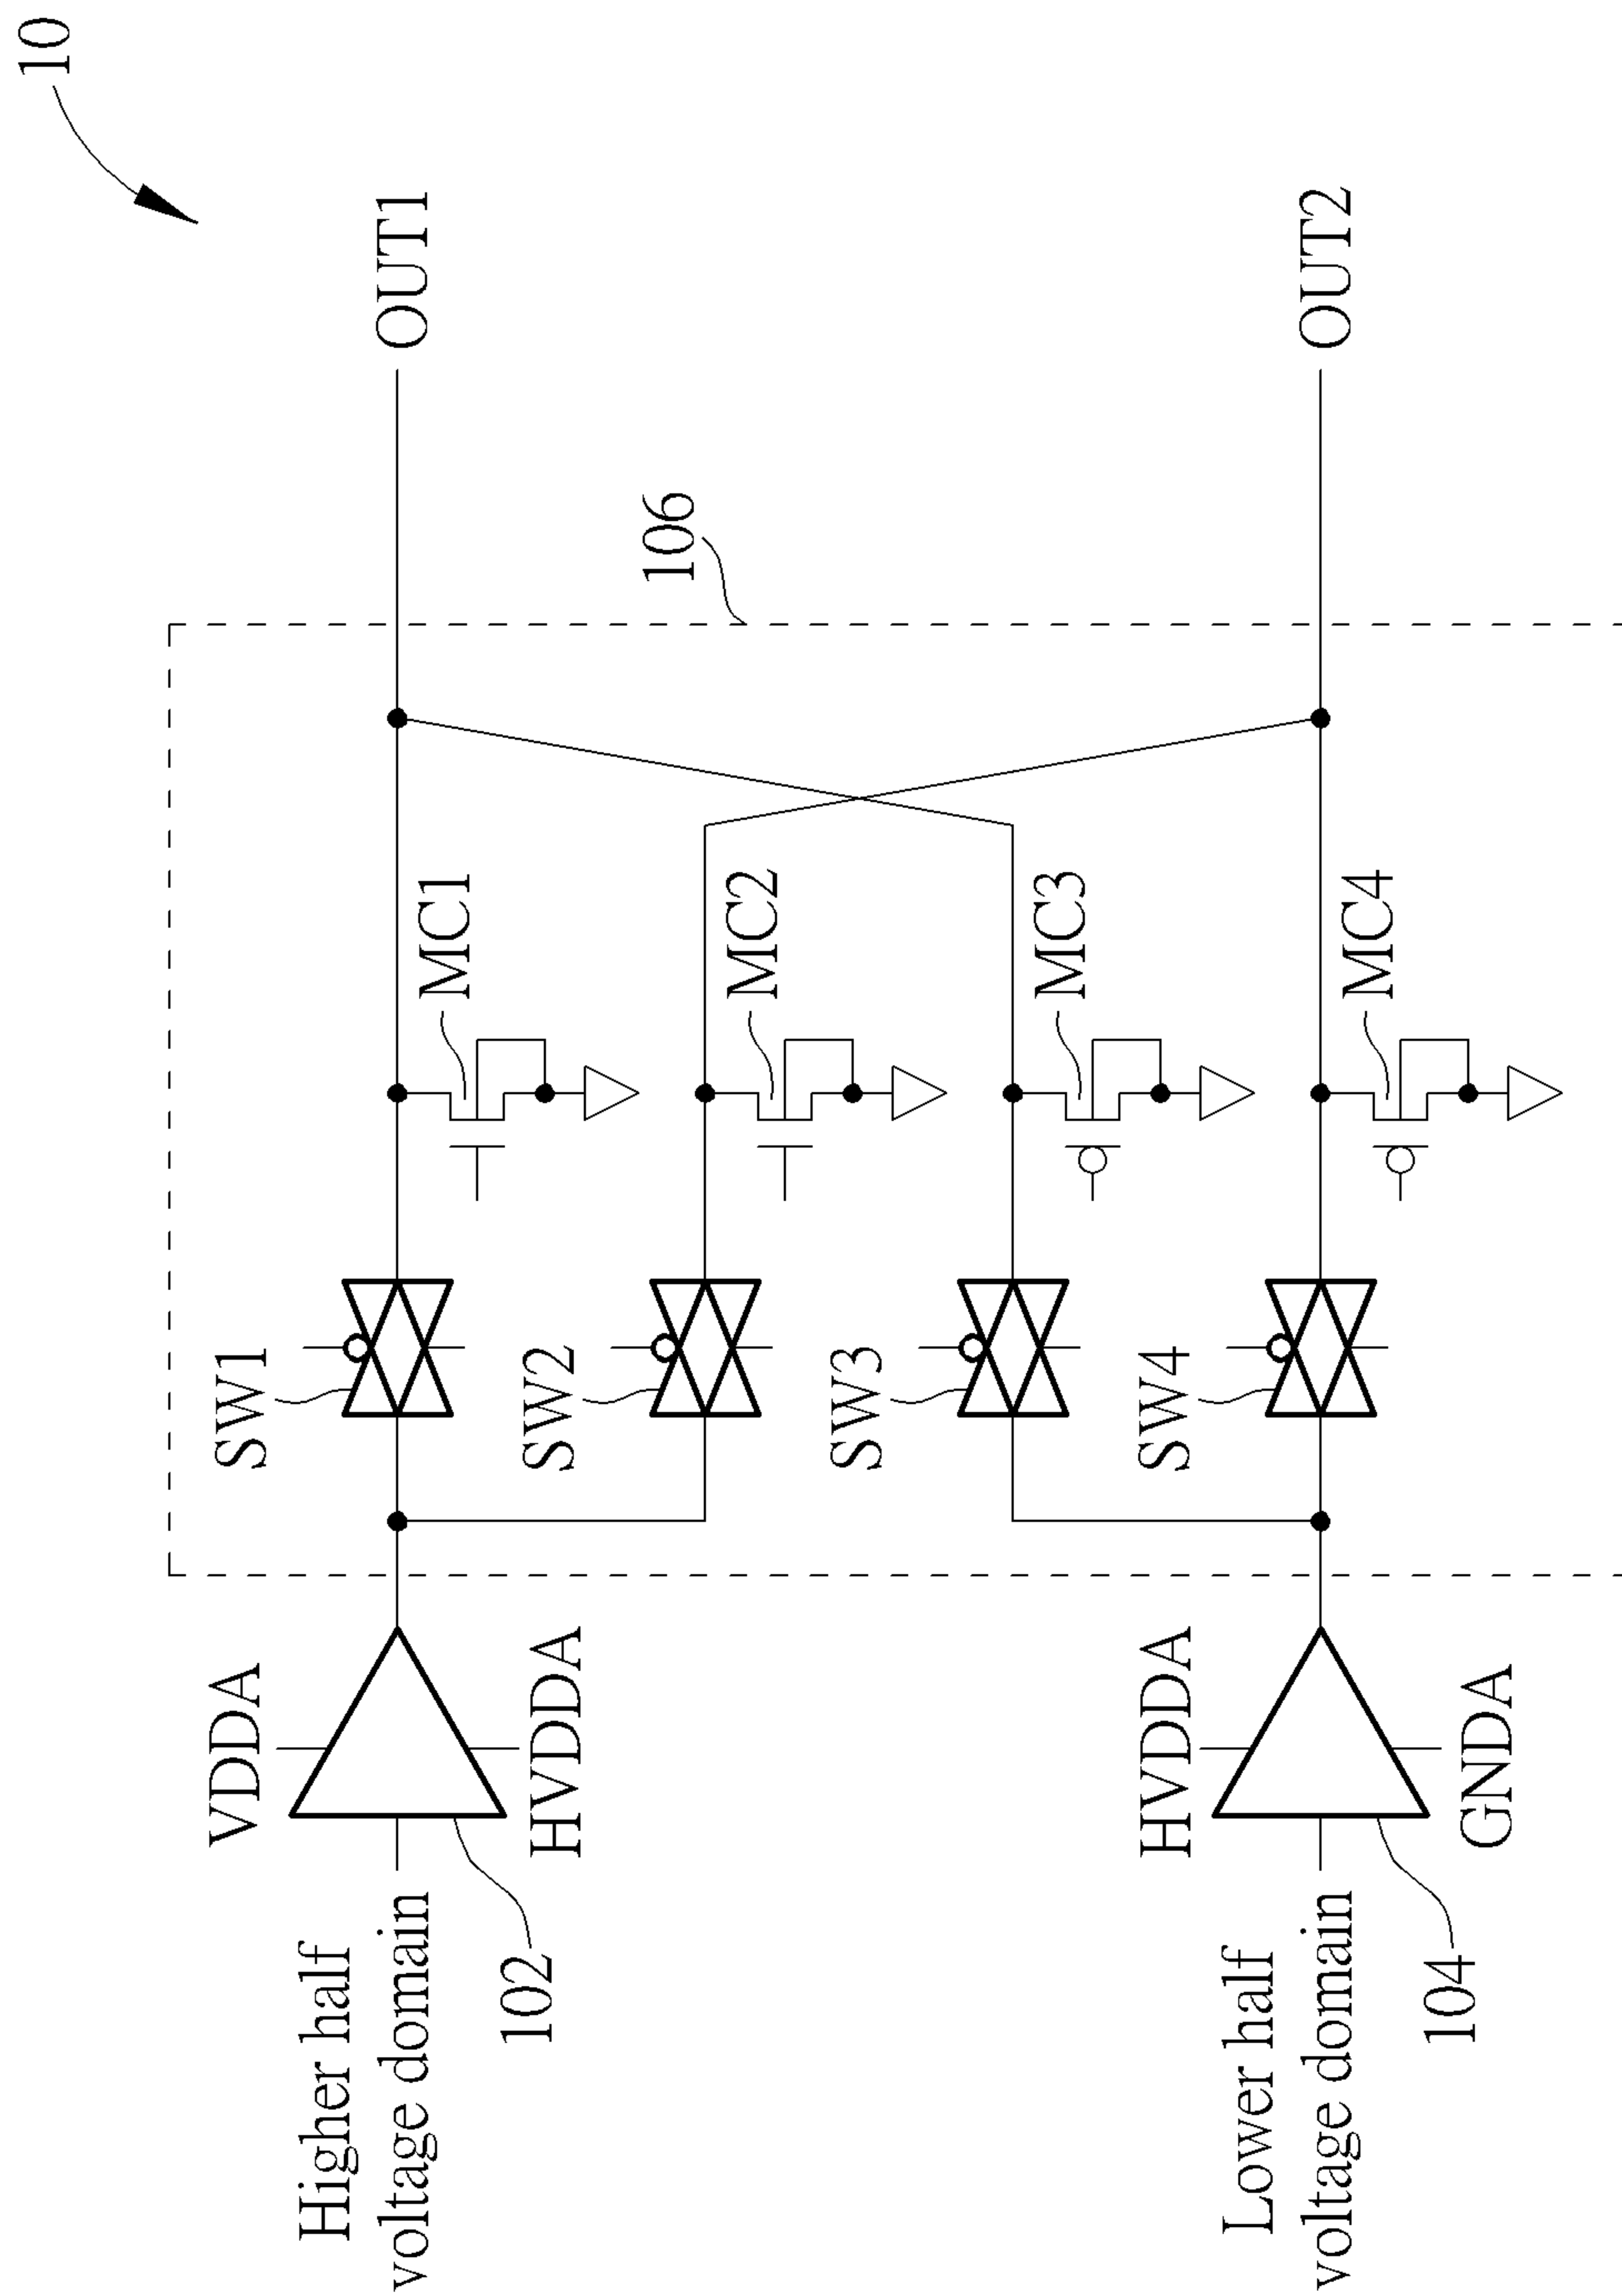 10
Higher half
voltage domain
VDDA
HVDDA
102
SW1
MC1
OUT1
SW2
MC2
106
SW3
MC3
Lower half
voltage domain
HVDDA
GNDA
104
SW4
MC4
OUT2